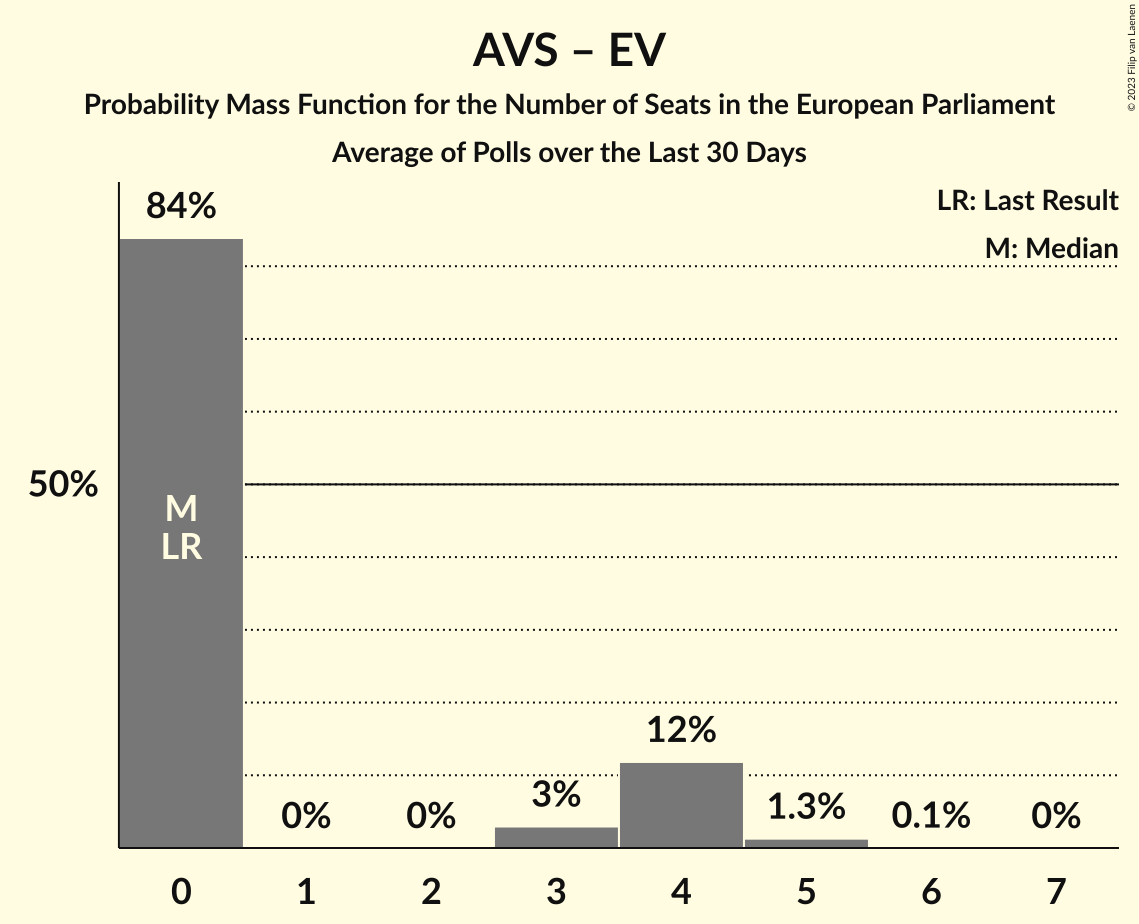 AVS – EV
Probability Mass Function for the Number of Seats in the European Parliament
Average of Polls over the Last 30 Days
© 2023 Filip van Laenen
LR: Last Result
M: Median
84%
50%
M
LR
0%
0%
3%
12%
1.3%
0.1%
0%
0
1
2
3
4
5
6
7